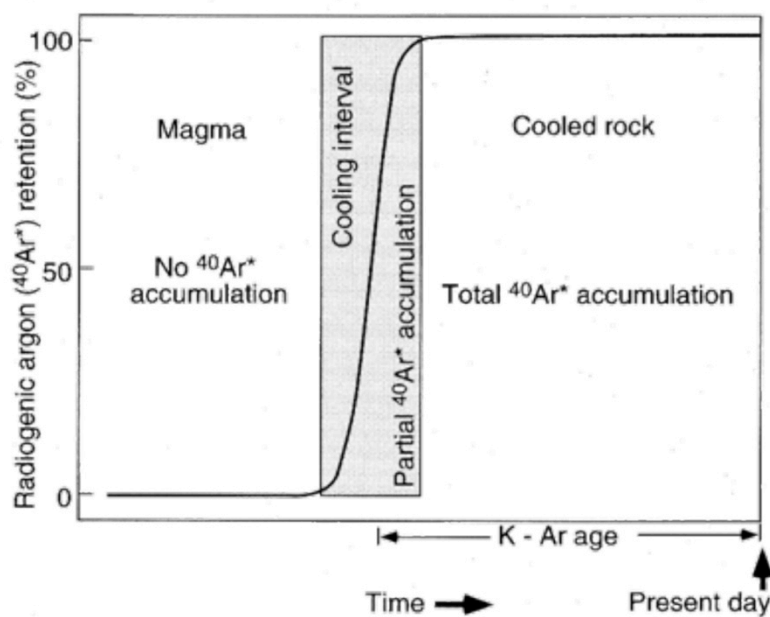 Radiogenic argon (⁴⁰Ar*) retention (%)
100
50
0
Magma
No ⁴⁰Ar*
accumulation
Cooling interval
Partial ⁴⁰Ar* accumulation
Cooled rock
Total ⁴⁰Ar* accumulation
K - Ar age
Time
Present day